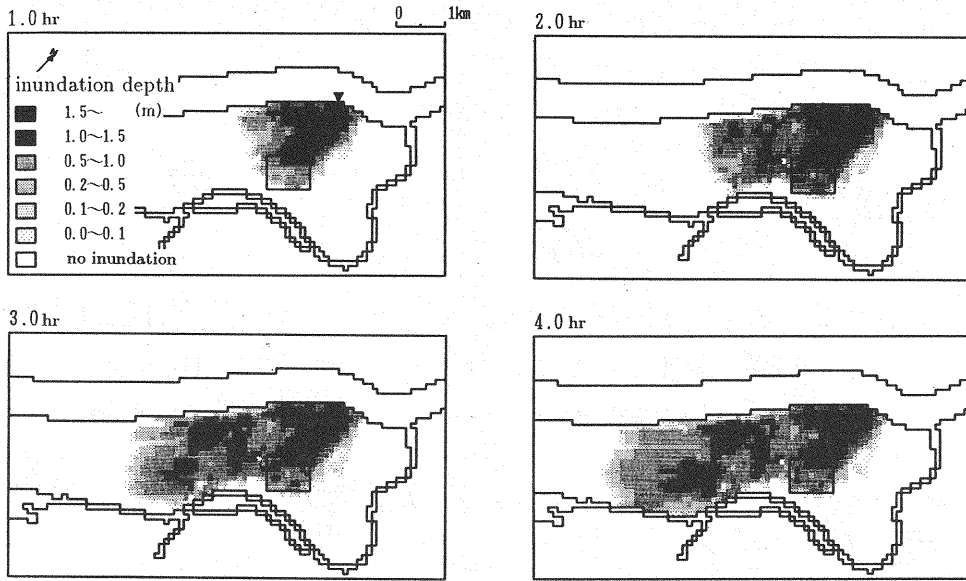 1.0 hr
0 1km
N
inundation depth
1.5～ (m)
1.0～1.5
0.5～1.0
0.2～0.5
0.1～0.2
0.0～0.1
no inundation
2.0 hr
3.0 hr
4.0 hr